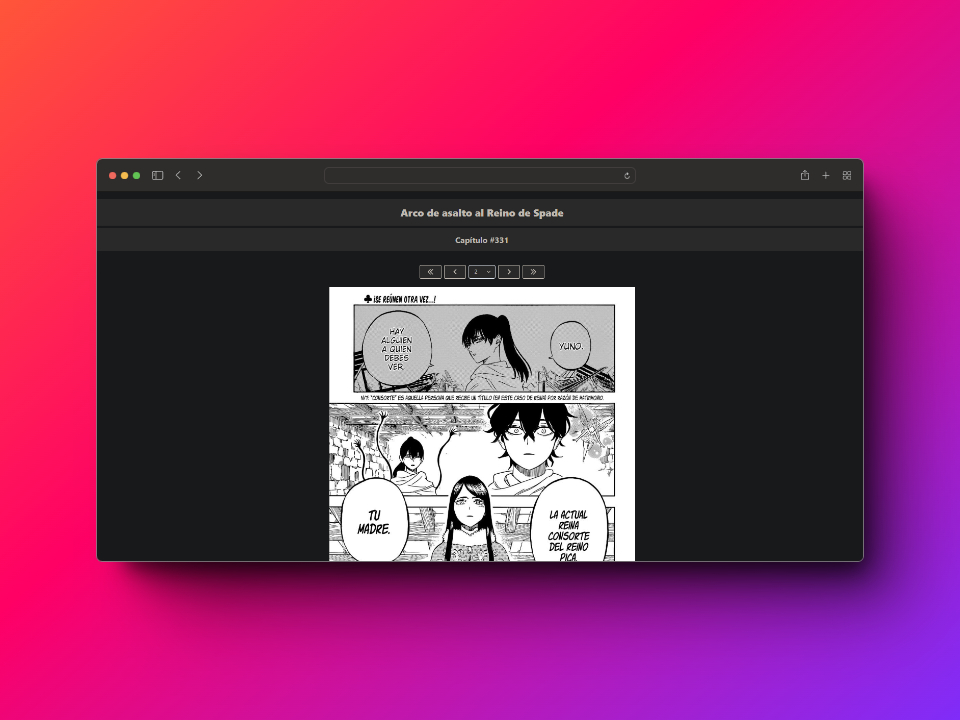 Arco de asalto al Reino de Spade
Capítulo #331
2
¡SE REÚNEN OTRA VEZ...!
HAY
ALGUIEN
A QUIEN
DEBES
VER.
YUNO.
N/T: "CONSORTE" ES AQUELLA PERSONA QUE RECIBE UN TÍTULO (EN ESTE CASO DE REINA) POR RAZÓN DE MATRIMONIO.
TU
MADRE.
LA ACTUAL
REINA
CONSORTE
DEL REINO
PICA